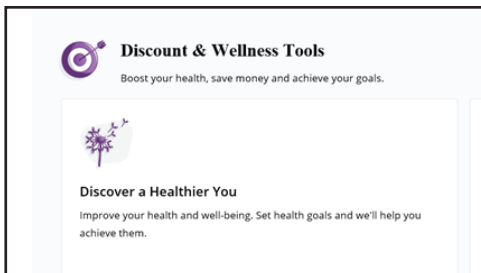 Discount & Wellness Tools
Boost your health, save money and achieve your goals.
Discover a Healthier You
Improve your health and well-being. Set health goals and we'll help you
achieve them.